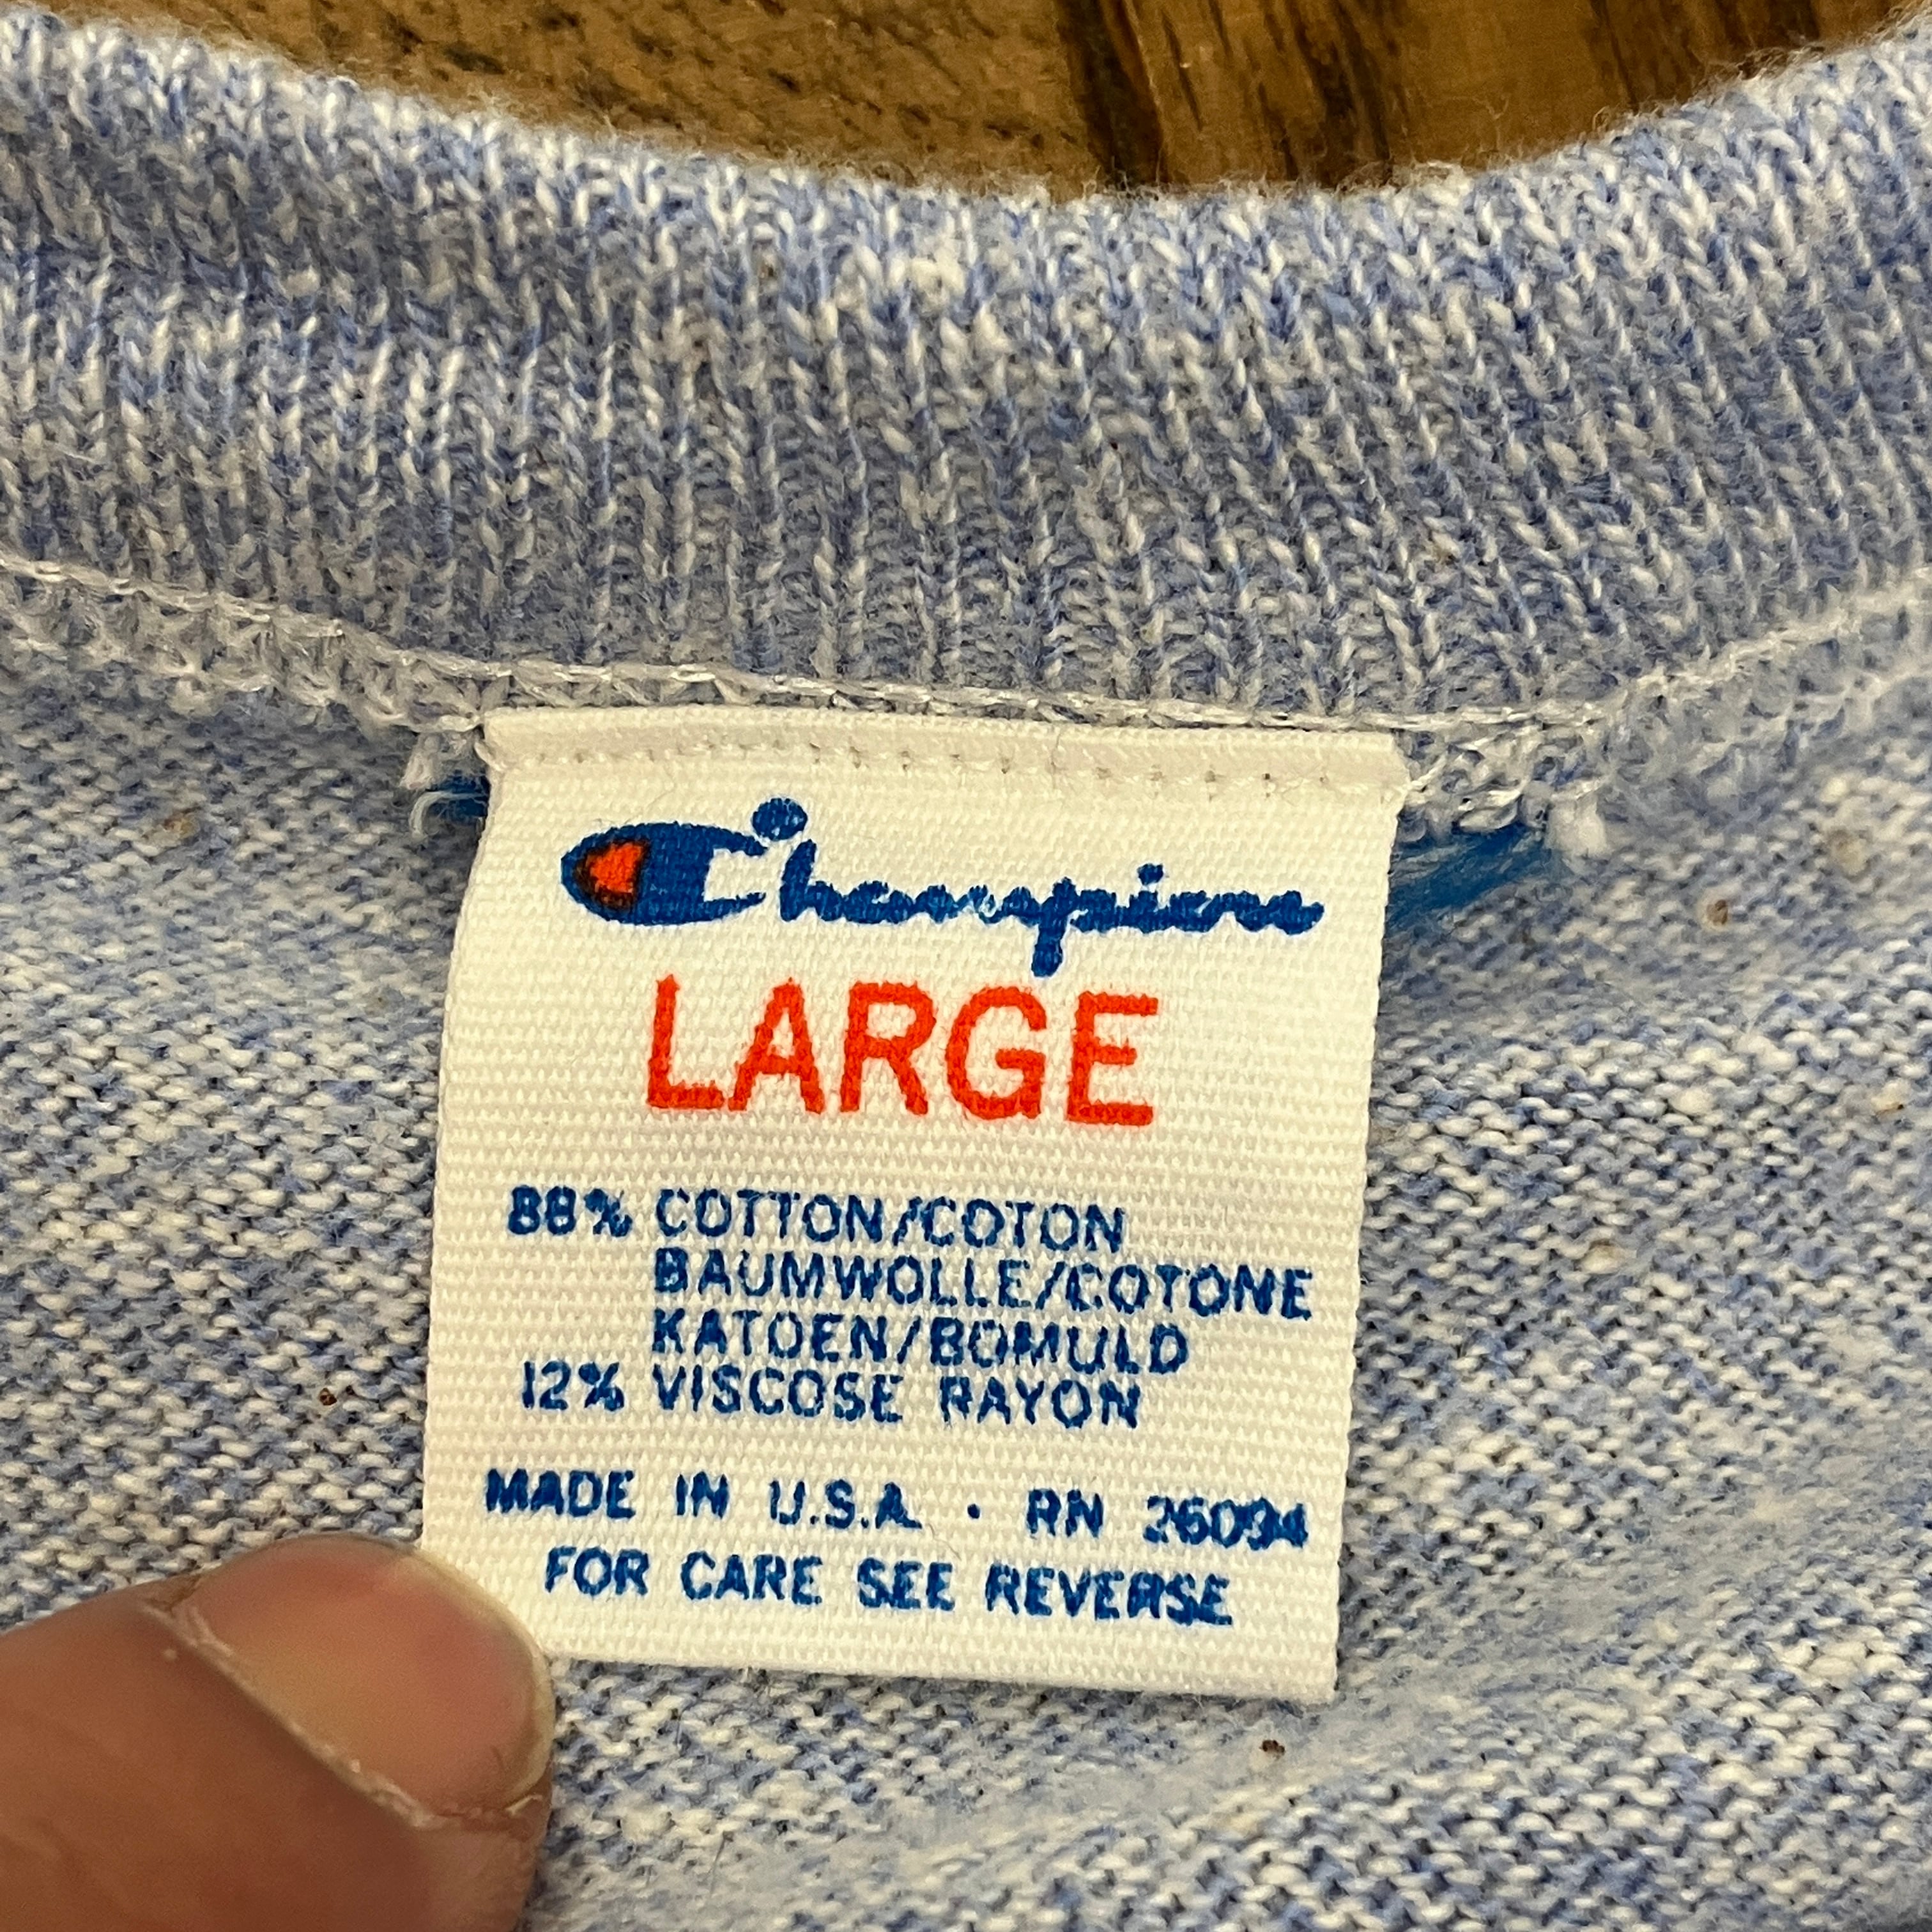 Champion
LARGE
88% COTTON/COTON
BAUMWOLLE/COTONE
KATOEN/BOMULD
12% VISCOSE RAYON
MADE IN U.S.A. · RN 26094
FOR CARE SEE REVERSE